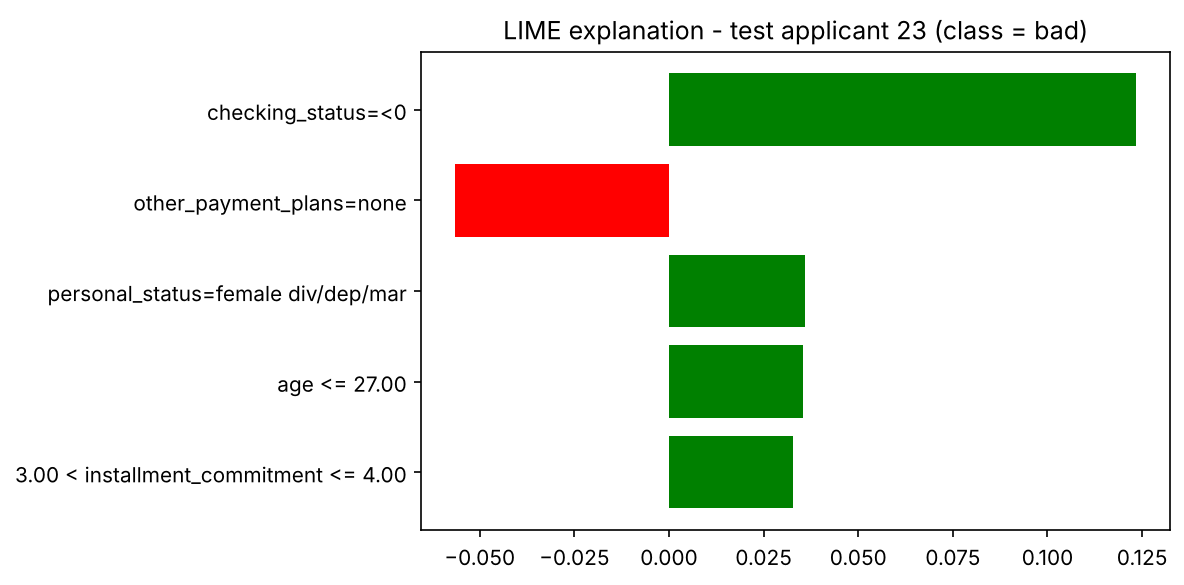 LIME explanation - test applicant 23 (class = bad)
checking_status=<0
other_payment_plans=none
personal_status=female div/dep/mar
age <= 27.00
3.00 < installment_commitment <= 4.00
−0.050 −0.025 0.000 0.025 0.050 0.075 0.100 0.125